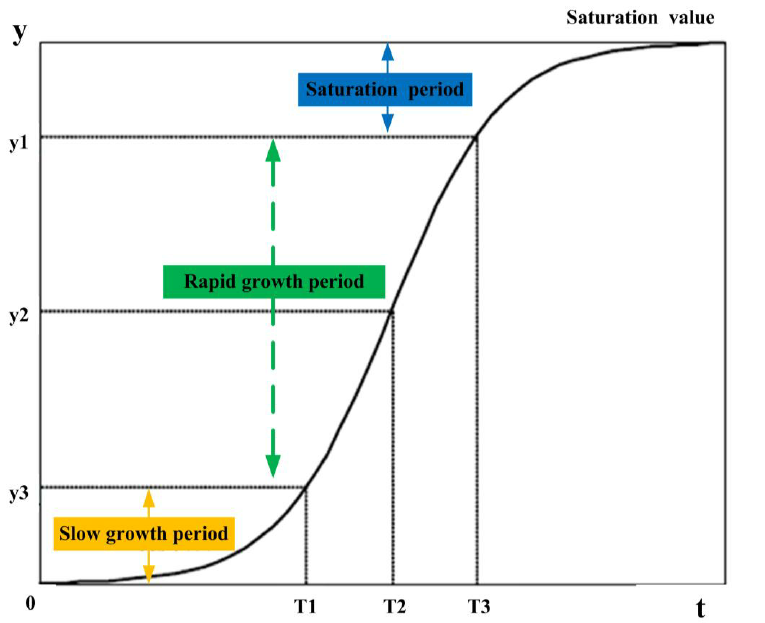 Saturation value
y
Saturation period
y1
Rapid growth period
y2
y3
Slow growth period
0
T1
T2
T3
t